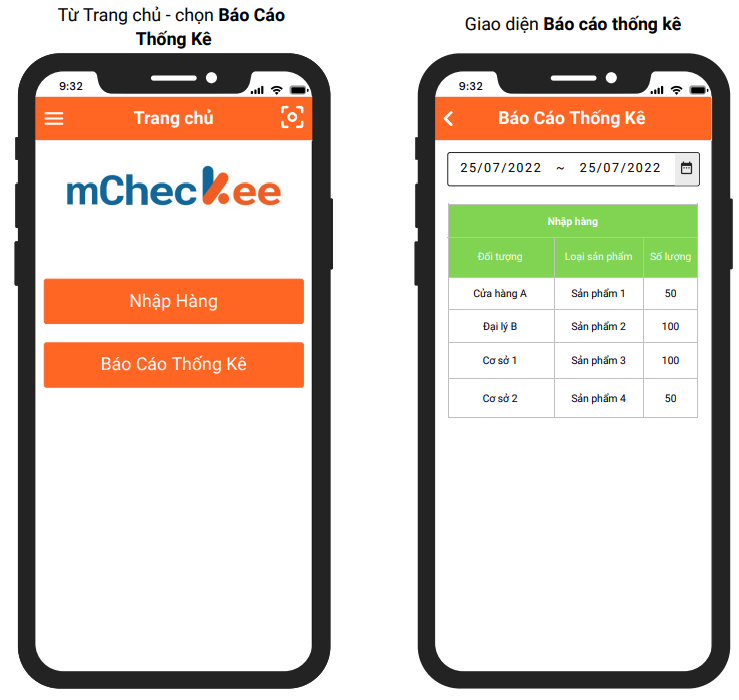 Từ Trang chủ - chọn Báo Cáo
Thống Kê
9:32
Trang chủ
mCheckee
Nhập Hàng
Báo Cáo Thống Kê
Giao diện Báo cáo thống kê
9:32
Báo Cáo Thống Kê
25/07/2022 ~ 25/07/2022
Nhập hàng
Đối tượng Loại sản phẩm Số lượng
Cửa hàng A Sản phẩm 1 50
Đại lý B Sản phẩm 2 100
Cơ sở 1 Sản phẩm 3 100
Cơ sở 2 Sản phẩm 4 50